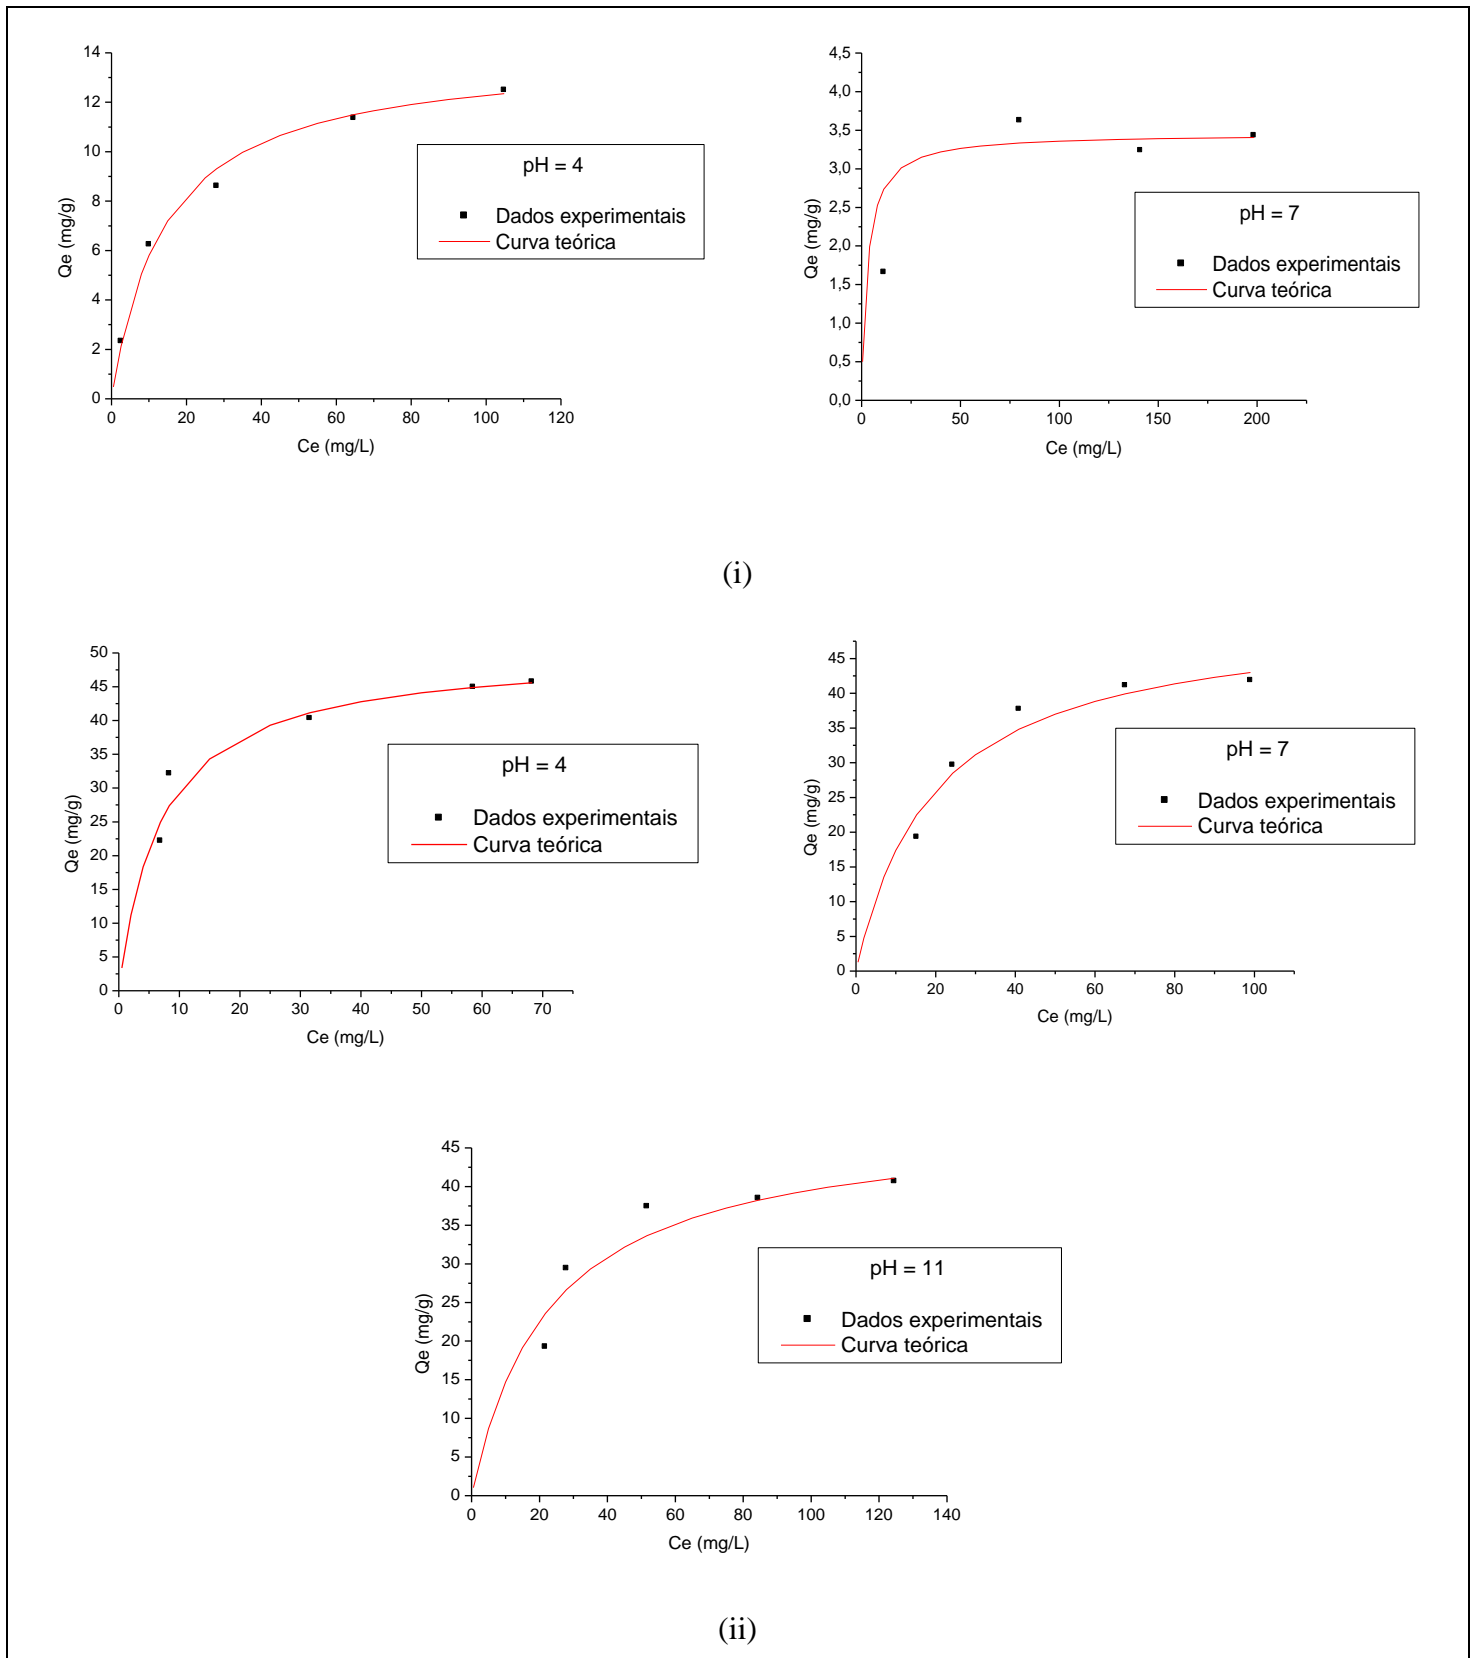 14
12
10
8
6
4
2
0
0 20 40 60 80 100 120
Qe (mg/g)
Ce (mg/L)
pH = 4
Dados experimentais
Curva teórica
4,5
4,0
3,5
3,0
2,5
2,0
1,5
1,0
0,5
0,0
0 50 100 150 200
Qe (mg/g)
Ce (mg/L)
pH = 7
Dados experimentais
Curva teórica
(i)
50
45
40
35
30
25
20
15
10
5
0
0 10 20 30 40 50 60 70
Qe (mg/g)
Ce (mg/L)
pH = 4
Dados experimentais
Curva teórica
45
40
35
30
25
20
15
10
5
0
0 20 40 60 80 100
Qe (mg/g)
Ce (mg/L)
pH = 7
Dados experimentais
Curva teórica
45
40
35
30
25
20
15
10
5
0
0 20 40 60 80 100 120 140
Qe (mg/g)
Ce (mg/L)
pH = 11
Dados experimentais
Curva teórica
(ii)